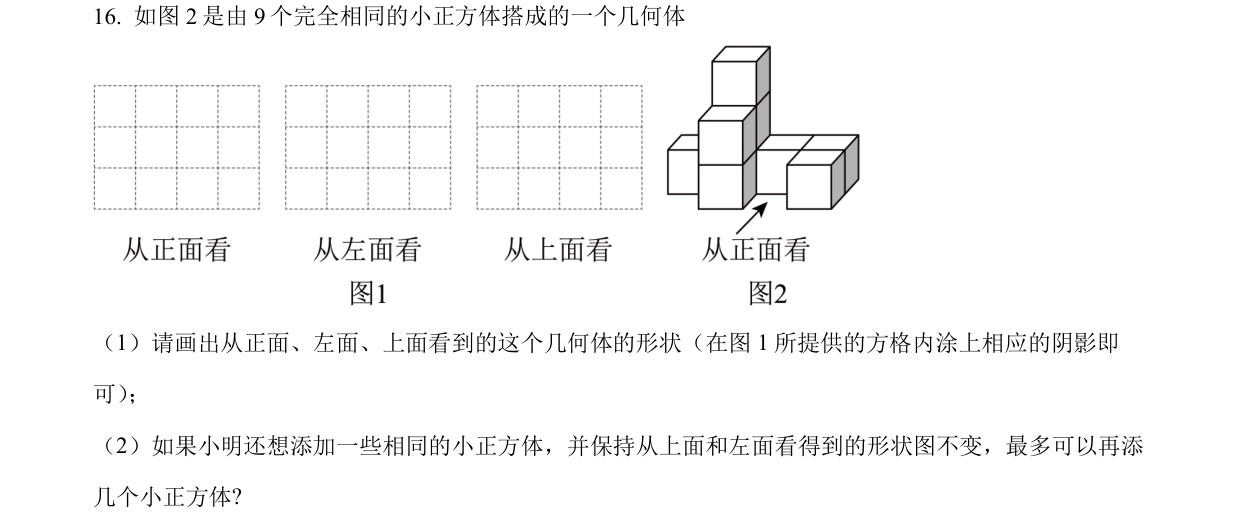 16. 如图 2 是由 9 个完全相同的小正方体搭成的一个几何体
从正面看 从左面看 从上面看 从正面看
图1 图2
（1）请画出从正面、左面、上面看到的这个几何体的形状（在图 1 所提供的方格内涂上相应的阴影即
可）；
（2）如果小明还想添加一些相同的小正方体，并保持从上面和左面看得到的形状图不变，最多可以再添
几个小正方体?